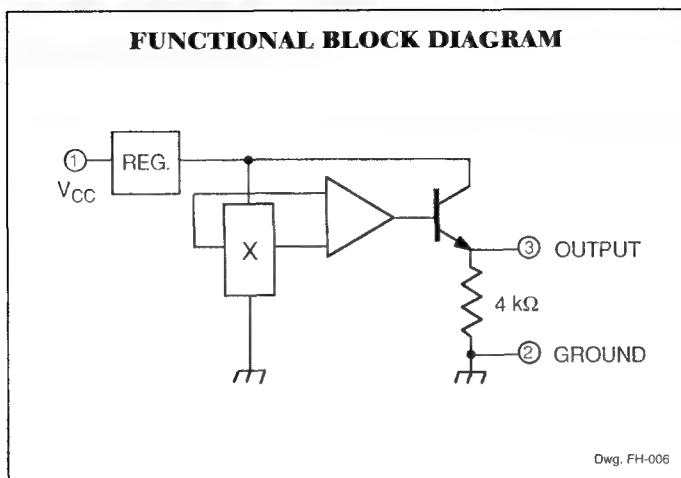 FUNCTIONAL BLOCK DIAGRAM
1
REG.
VCC
X
3 OUTPUT
4 kΩ
2 GROUND
Dwg. FH-006